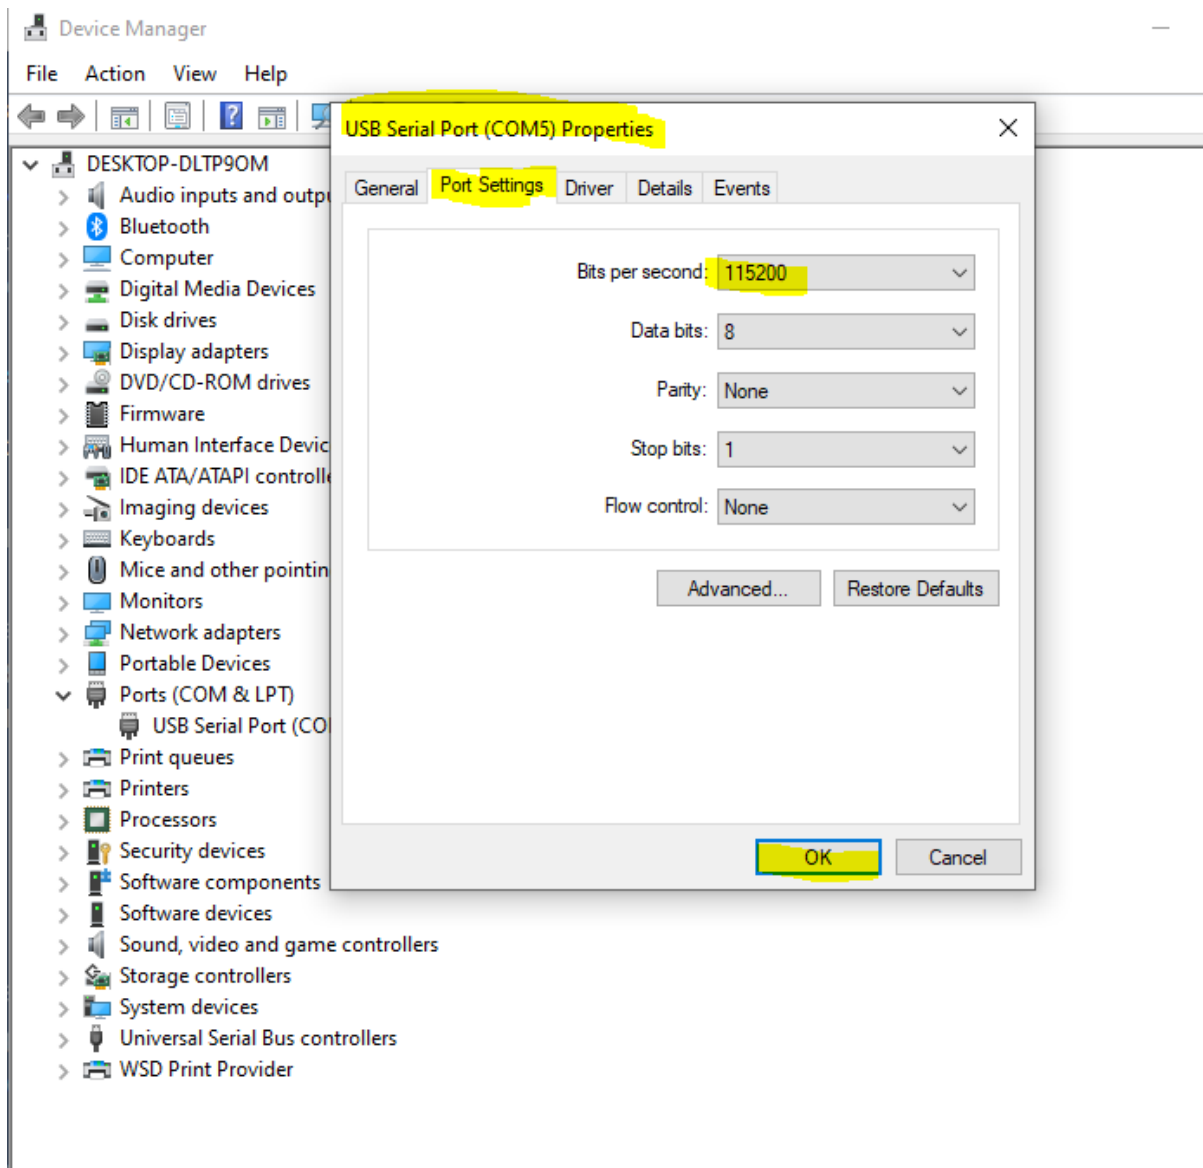 Device Manager
File Action View Help
USB Serial Port (COM5) Properties
General Port Settings Driver Details Events
Bits per second: 115200
Data bits: 8
Parity: None
Stop bits: 1
Flow control: None
Advanced... Restore Defaults
OK Cancel
DESKTOP-DLTP9OM
Audio inputs and outpu
Bluetooth
Computer
Digital Media Devices
Disk drives
Display adapters
DVD/CD-ROM drives
Firmware
Human Interface Devic
IDE ATA/ATAPI controlle
Imaging devices
Keyboards
Mice and other pointin
Monitors
Network adapters
Portable Devices
Ports (COM & LPT)
USB Serial Port (CO
Print queues
Printers
Processors
Security devices
Software components
Software devices
Sound, video and game controllers
Storage controllers
System devices
Universal Serial Bus controllers
WSD Print Provider